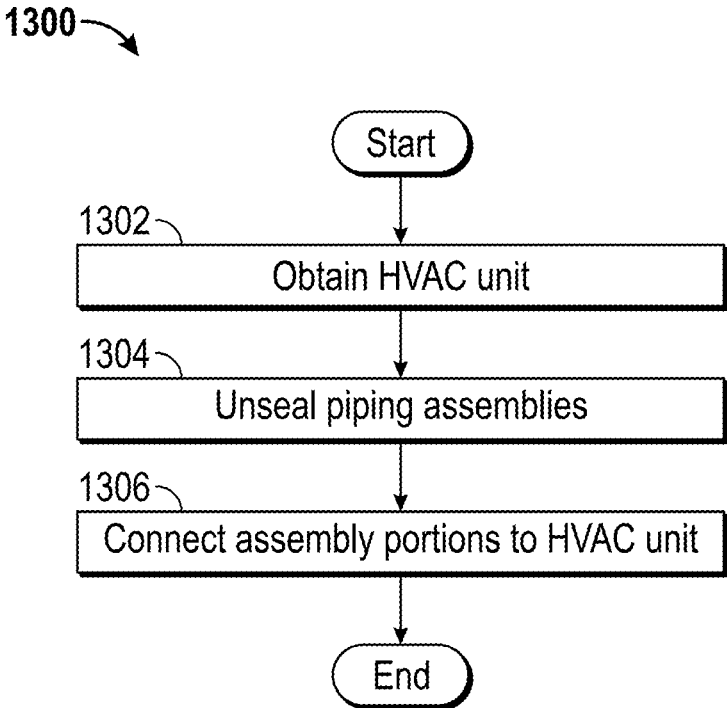 1300
Start
1302
Obtain HVAC unit
1304
Unseal piping assemblies
1306
Connect assembly portions to HVAC unit
End